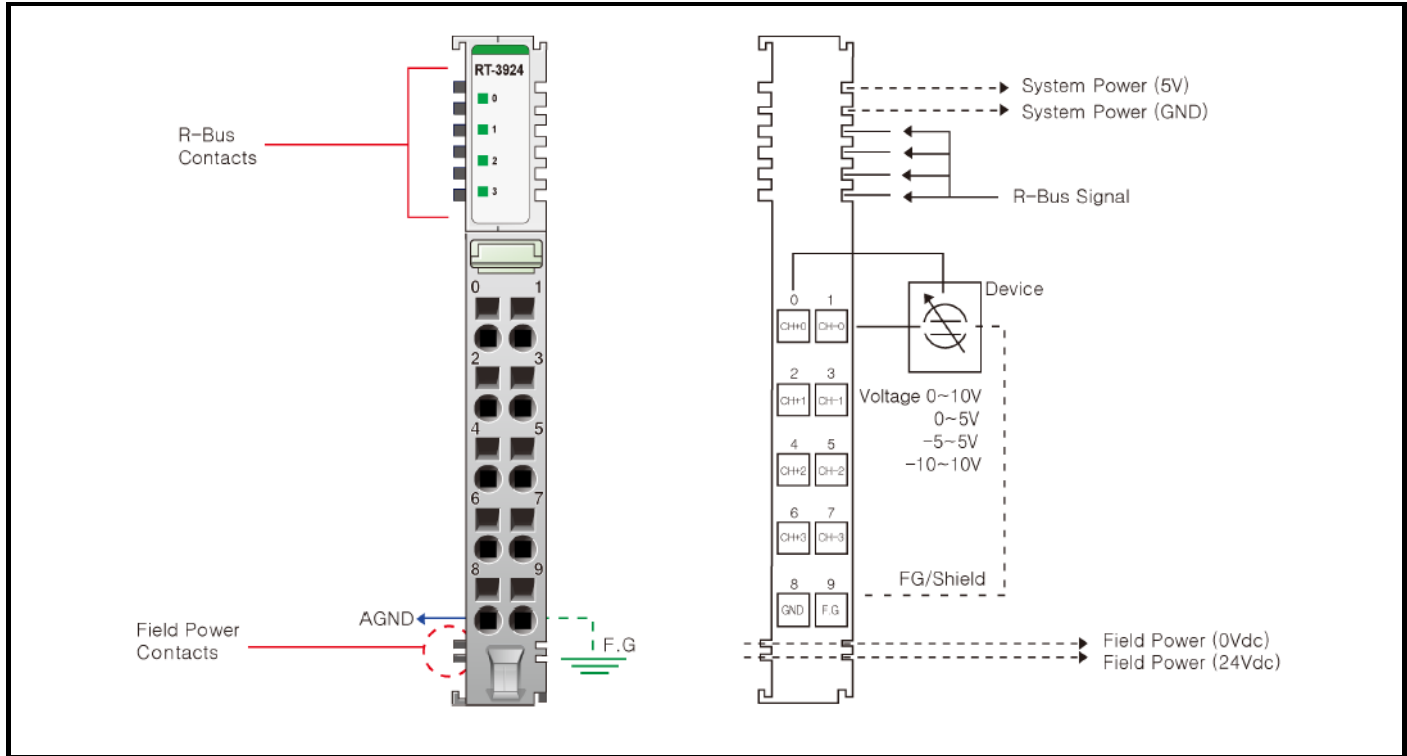 RT-3924
0
1
2
3
R-Bus
Contacts
0 1
2 3
4 5
6 7
8 9
AGND
F.G
Field Power
Contacts
System Power (5V)
System Power (GND)
R-Bus Signal
Device
0 1
CH+0 CH-0
2 3
CH+1 CH-1
Voltage 0~10V
0~5V
-5~5V
-10~10V
4 5
CH+2 CH-2
6 7
CH+3 CH-3
FG/Shield
8 9
GND F.G
Field Power (0Vdc)
Field Power (24Vdc)